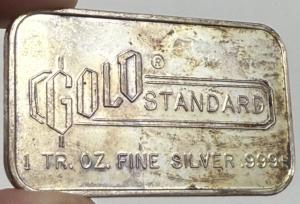 GOLD®
STANDARD
1 TR. OZ. FINE SILVER .999+